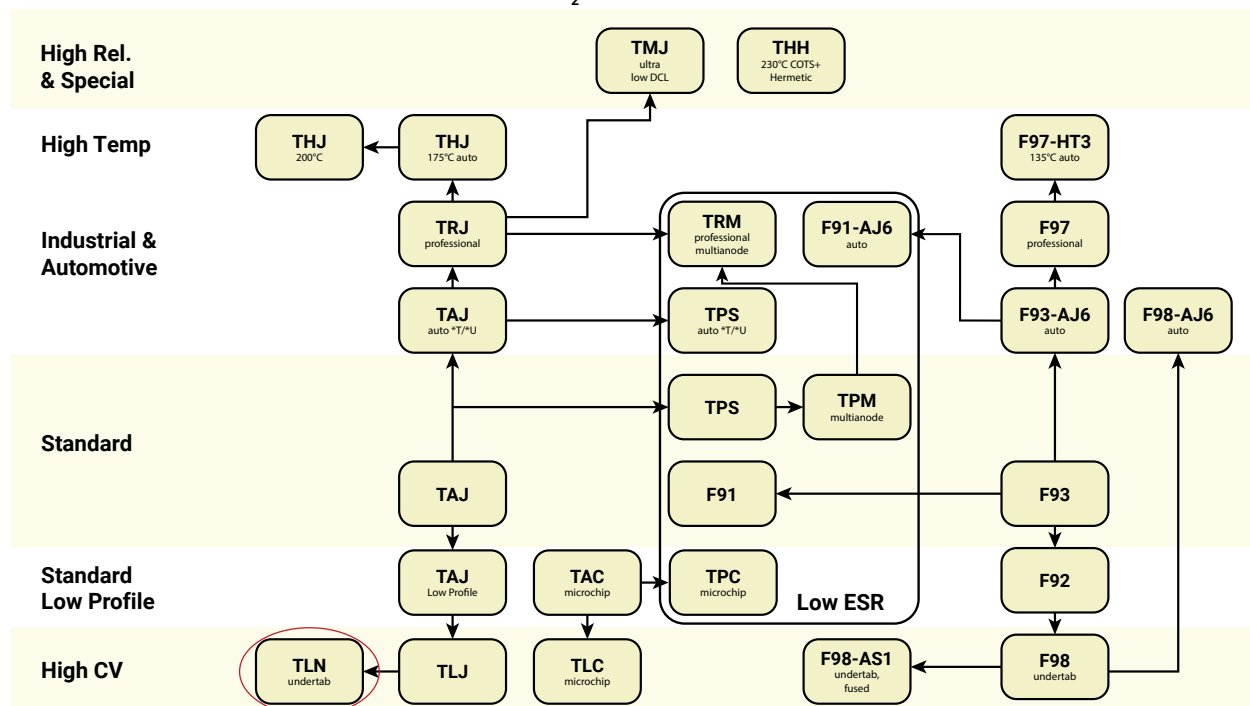 2
High Rel.
& Special
TMJ
ultra
low DCL
THH
230°C COTS+
Hermetic
High Temp
THJ
200°C
THJ
175°C auto
F97-HT3
135°C auto
Industrial &
Automotive
TRJ
professional
TRM
professional
multianode
F91-AJ6
auto
F97
professional
TAJ
auto *T/*U
TPS
auto *T/*U
F93-AJ6
auto
F98-AJ6
auto
Standard
TPS
TPM
multianode
TAJ
F91
F93
Standard
Low Profile
TAJ
Low Profile
TAC
microchip
TPC
microchip
Low ESR
F92
High CV
TLN
undertab
TLJ
TLC
microchip
F98-AS1
undertab,
fused
F98
undertab